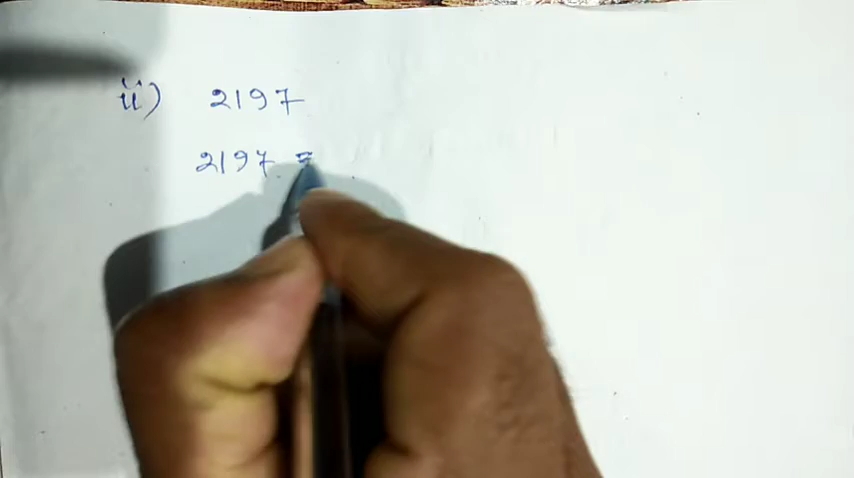 ii) 2197
2197 =